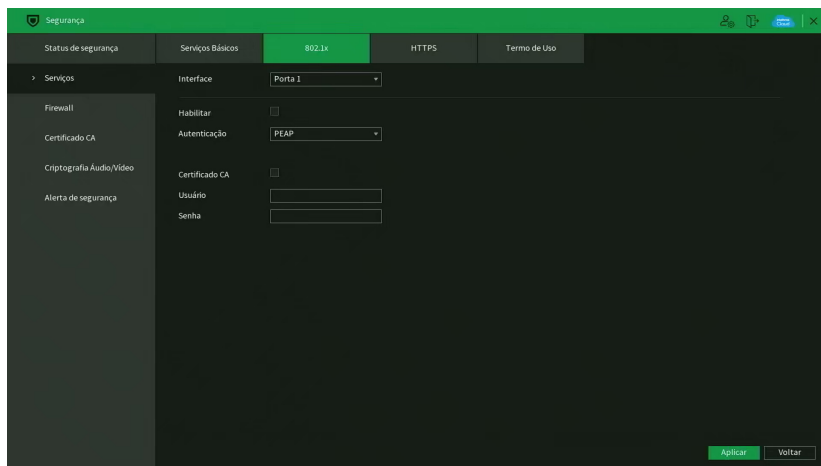 Segurança
Cloud
Status de segurança
Serviços Básicos
802.1x
HTTPS
Termo de Uso
> Serviços
Interface
Porta 1
Firewall
Habilitar
Certificado CA
Autenticação
PEAP
Criptografia Áudio/Vídeo
Certificado CA
Alerta de segurança
Usuário
Senha
Aplicar
Voltar